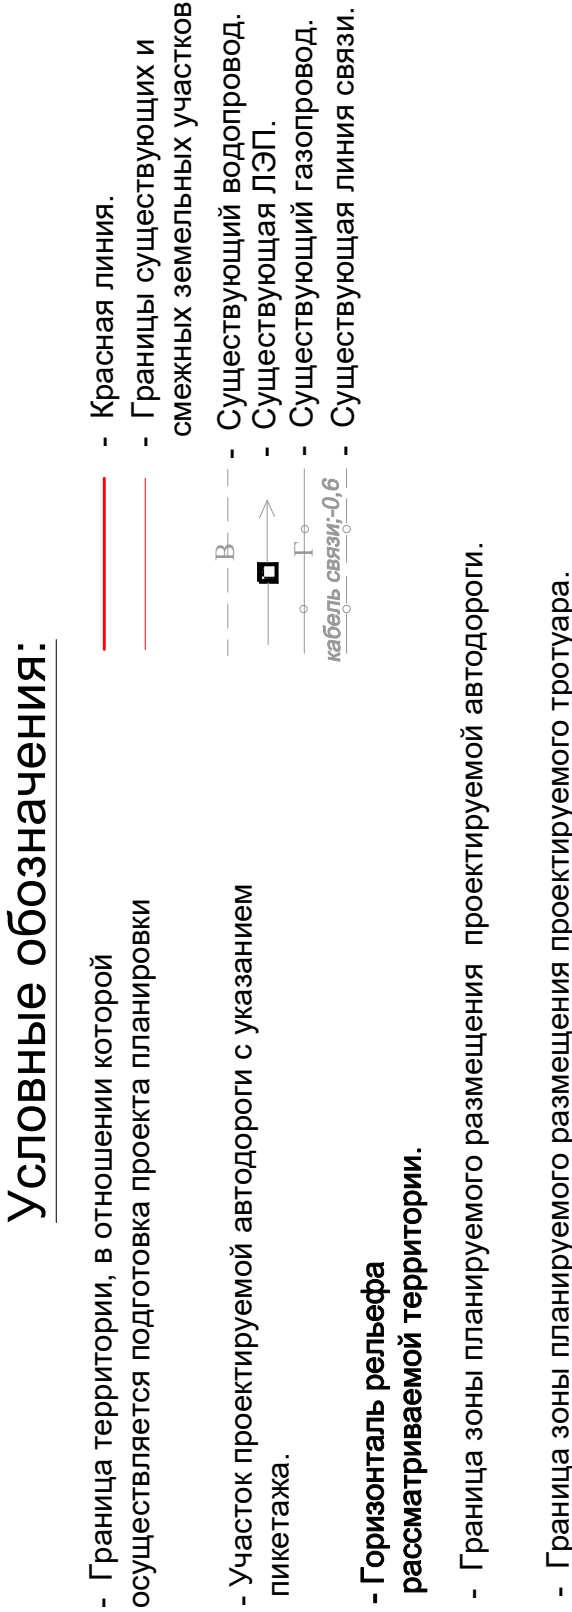 Условные обозначения:
- Граница территории, в отношении которой
осуществляется подготовка проекта планировки
- Участок проектируемой автодороги с указанием
пикетажа.
- Горизонталь рельефа
рассматриваемой территории.
- Граница зоны планируемого размещения проектируемой автодороги.
- Граница зоны планируемого размещения проектируемого тротуара.
- Красная линия.
- Границы существующих и
смежных земельных участков
В
- Существующий водопровод.
- Существующая ЛЭП.
Г
- Существующий газопровод.
кабель связи;-0,6
- Существующая линия связи.